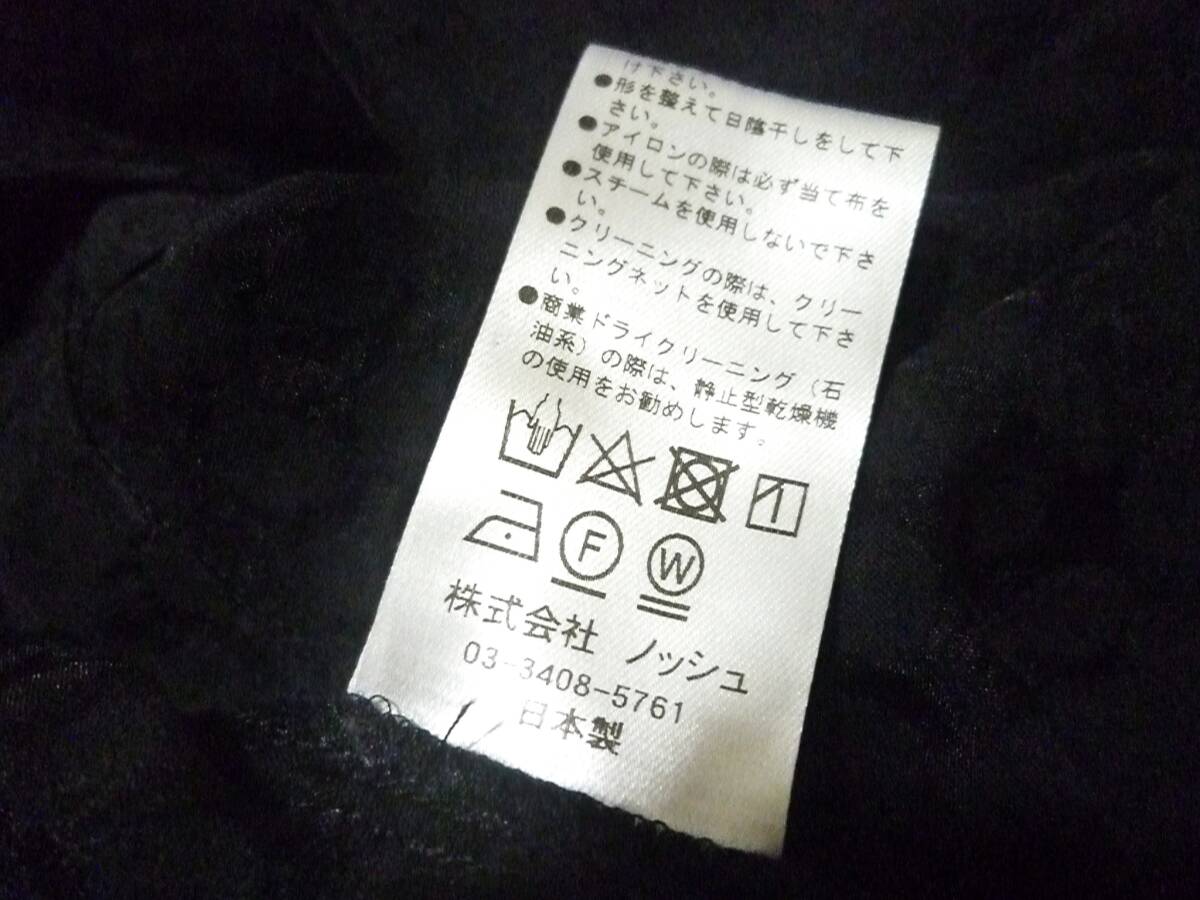 け下さい。
●形を整えて日陰干しをして下
さい。
●アイロンの際は必ず当て布を
使用して下さい。
●スチームを使用しないで下さ
い。
●クリーニングの際は、クリー
ニングネットを使用して下さ
い。
●商業ドライクリーニング（石
油系）の際は、静止型乾燥機
の使用をお勧めします。
F W
株式会社 ノッシュ
03-3408-5761
日本製